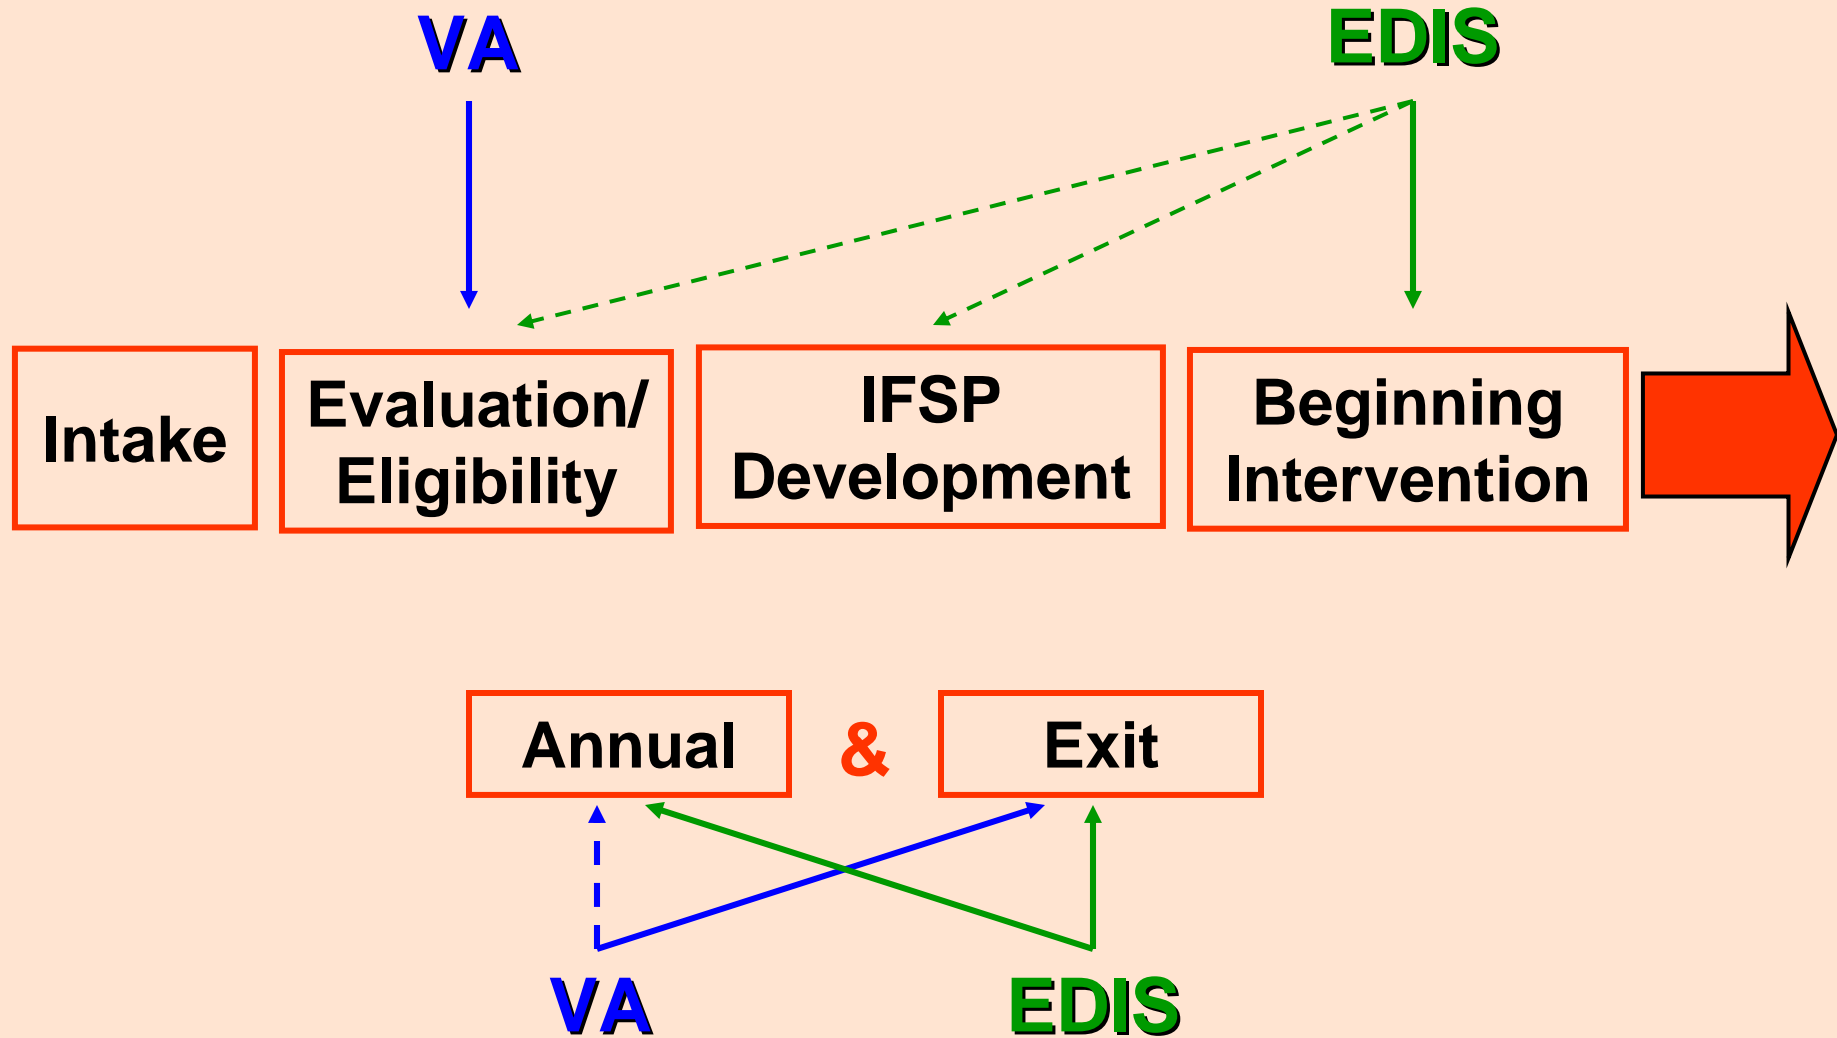 VA
EDIS
Intake
Evaluation/
Eligibility
IFSP
Development
Beginning
Intervention
Annual
&
Exit
VA
EDIS